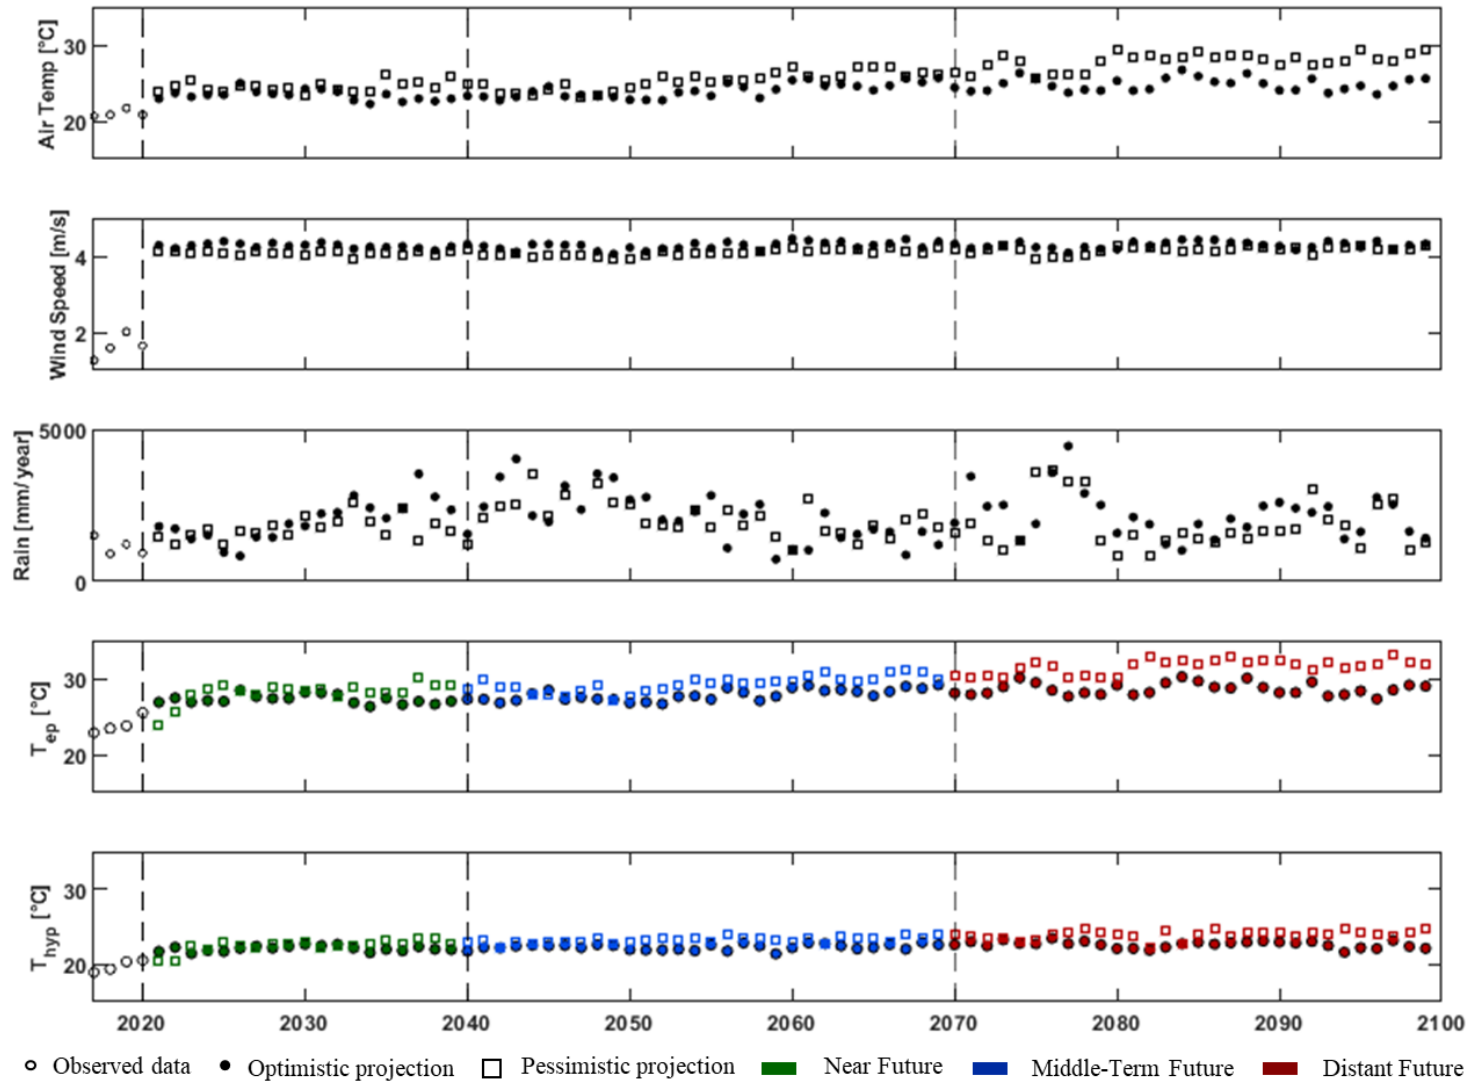 Air Temp [°C]
30
20
Wind Speed [m/s]
4
2
Rain [mm/year]
5000
0
T_ep [°C]
30
20
T_hyp [°C]
30
20
2020 2030 2040 2050 2060 2070 2080 2090 2100
Observed data Optimistic projection Pessimistic projection Near Future Middle-Term Future Distant Future